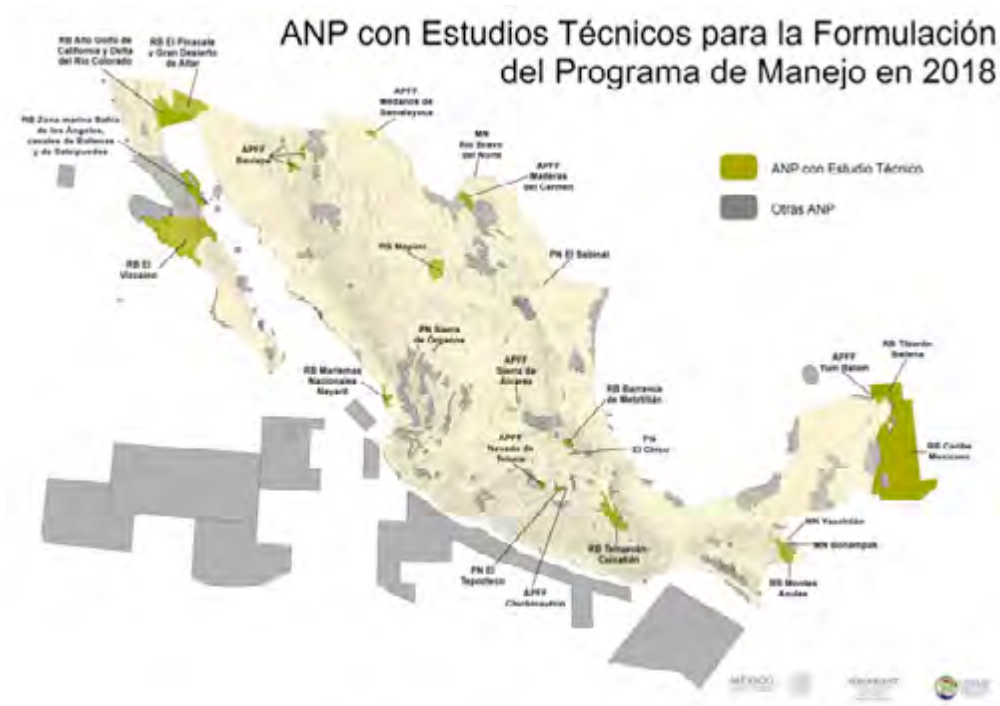 ANP con Estudios Técnicos para la Formulación
del Programa de Manejo en 2018
RB Alto Golfo de
California y Delta
del Río Colorado
RB El Pinacate
y Gran Desierto
de Altar
RB Zona marina Bahía
de los Ángeles,
canales de Ballenas
y de Salsipuedes
APFF
Médanos de
Samalayuca
MN
Río Bravo
del Norte
APFF
Bavispe
APFF
Maderas
del Carmen
ANP con Estudio Técnico
Otras ANP
RB Mapimí
PN El Sabinal
RB El
Vizcaíno
PN Sierra
de Órganos
RB Marismas
Nacionales
Nayarit
APFF
Sierra de
Álvarez
RB Barranca
de Metztitlán
PN
El Chico
APFF
Nevado de
Toluca
APFF
Yum Balam
RB Tiburón
Ballena
RB Caribe
Mexicano
MN Yaxchilán
MN Bonampak
RB Montes
Azules
RB Tehuacán-
Cuicatlán
PN El
Tepozteco
APFF
MÉXICO
SEMARNAT